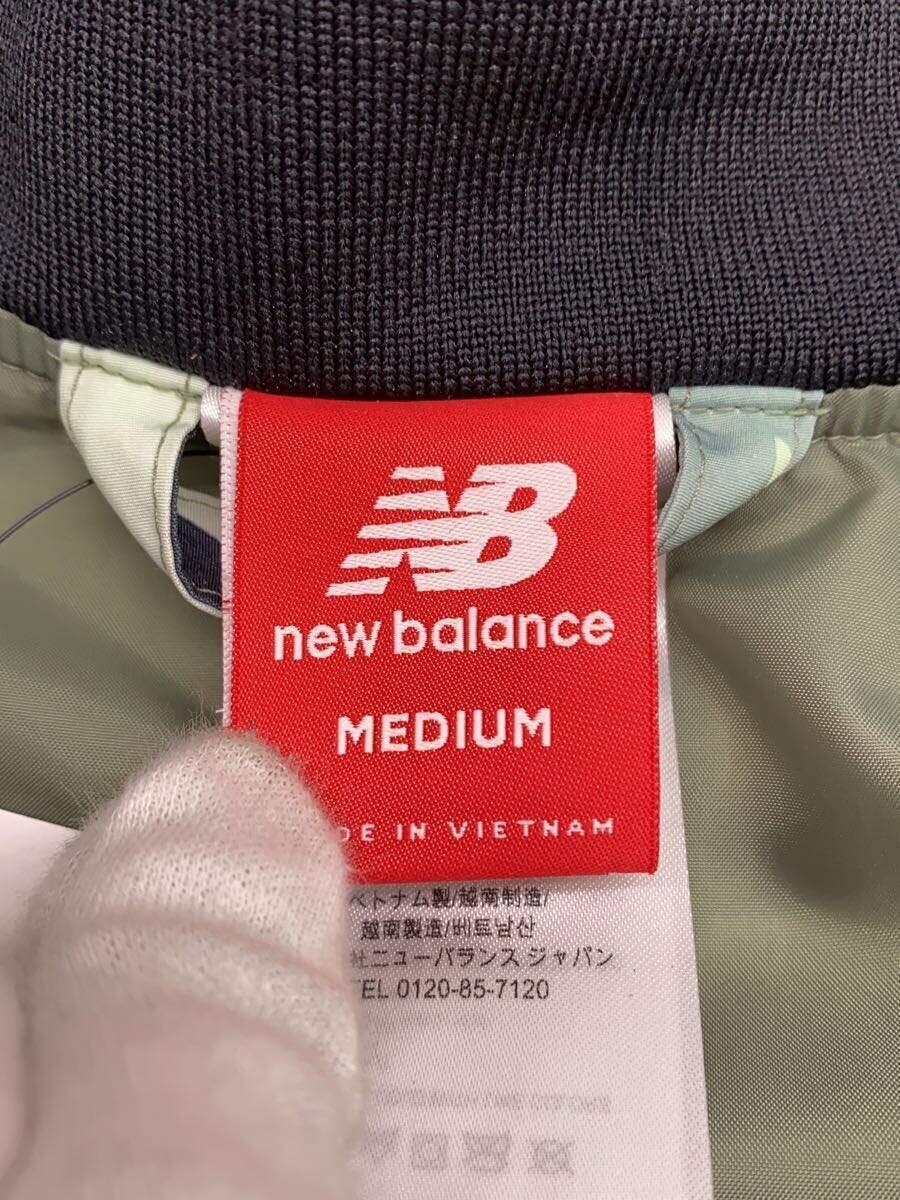 NB
new balance
MEDIUM
DE IN VIETNAM
ベトナム製/越南制造/
越南製造/베트남산
社ニューバランス ジャパン
TEL 0120-85-7120